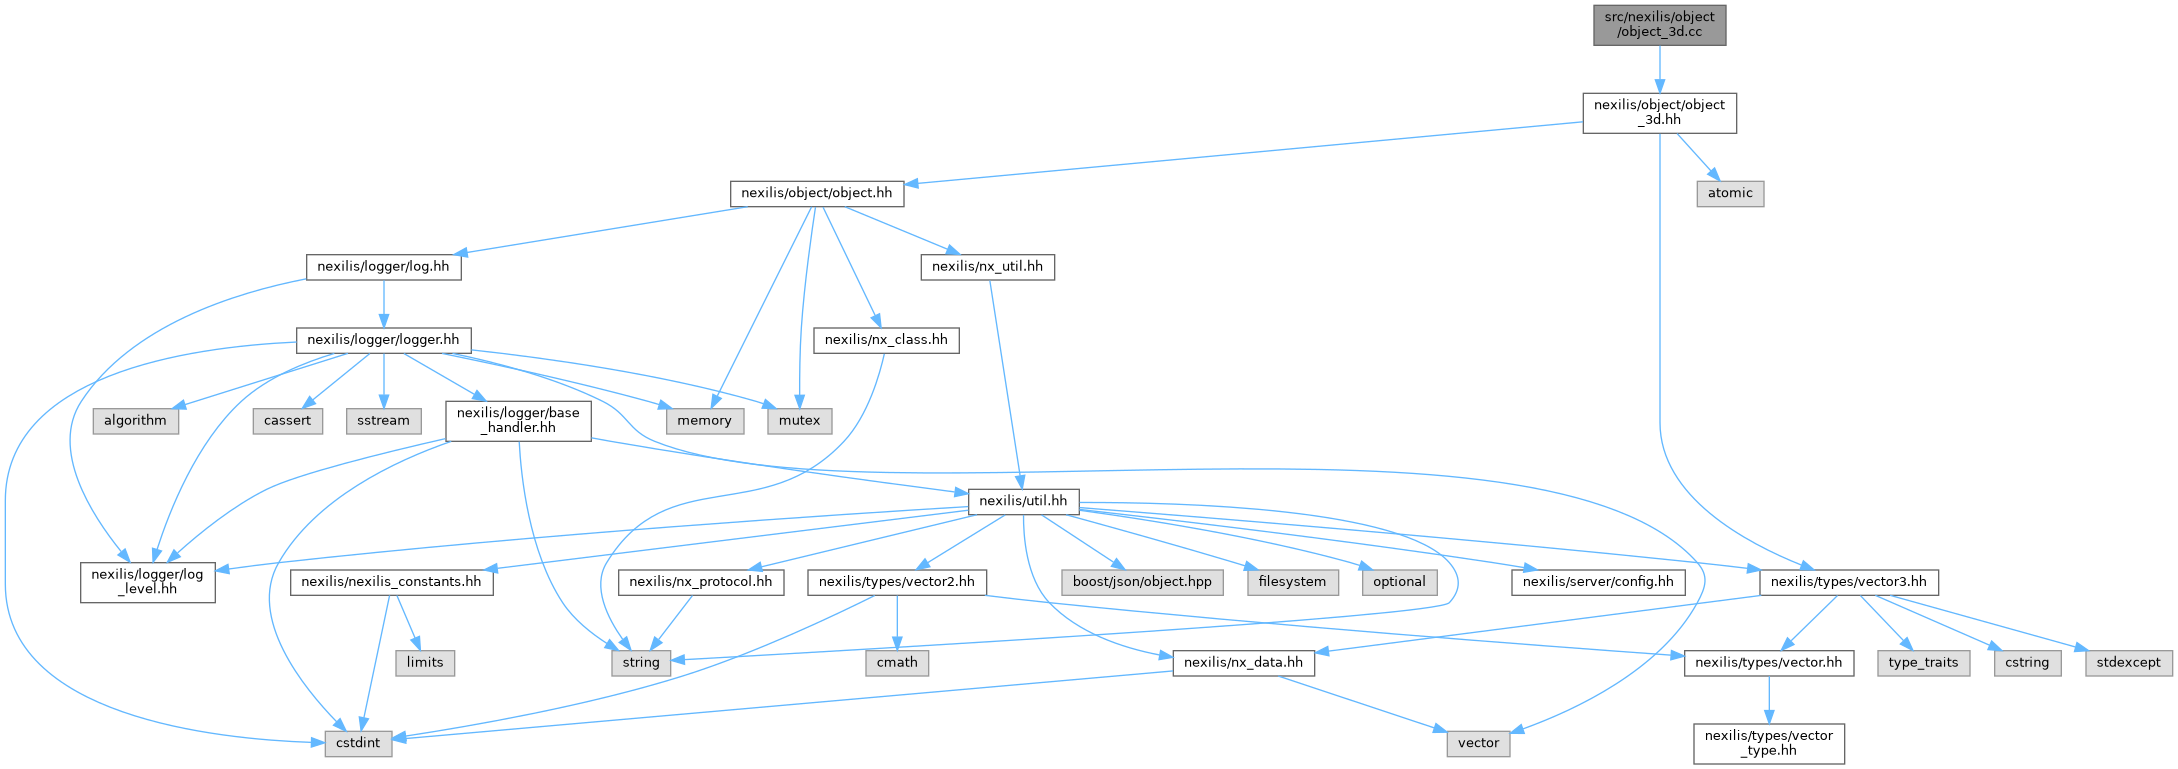 src/nexilis/object
/object_3d.cc
nexilis/object/object
_3d.hh
nexilis/object/object.hh
atomic
nexilis/logger/log.hh
nexilis/nx_util.hh
nexilis/logger/logger.hh
nexilis/nx_class.hh
algorithm
cassert
sstream
nexilis/logger/base
_handler.hh
memory
mutex
nexilis/util.hh
nexilis/logger/log
_level.hh
nexilis/nexilis_constants.hh
nexilis/nx_protocol.hh
nexilis/types/vector2.hh
boost/json/object.hpp
filesystem
optional
nexilis/server/config.hh
nexilis/types/vector3.hh
limits
string
cmath
nexilis/nx_data.hh
nexilis/types/vector.hh
type_traits
cstring
stdexcept
cstdint
vector
nexilis/types/vector
_type.hh